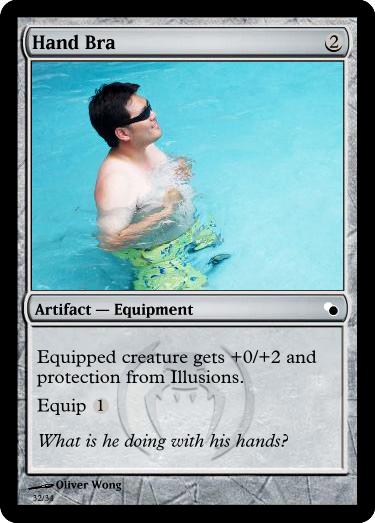 Hand Bra 2
Artifact — Equipment
Equipped creature gets +0/+2 and
protection from Illusions.
Equip 1
What is he doing with his hands?
Oliver Wong
32/34